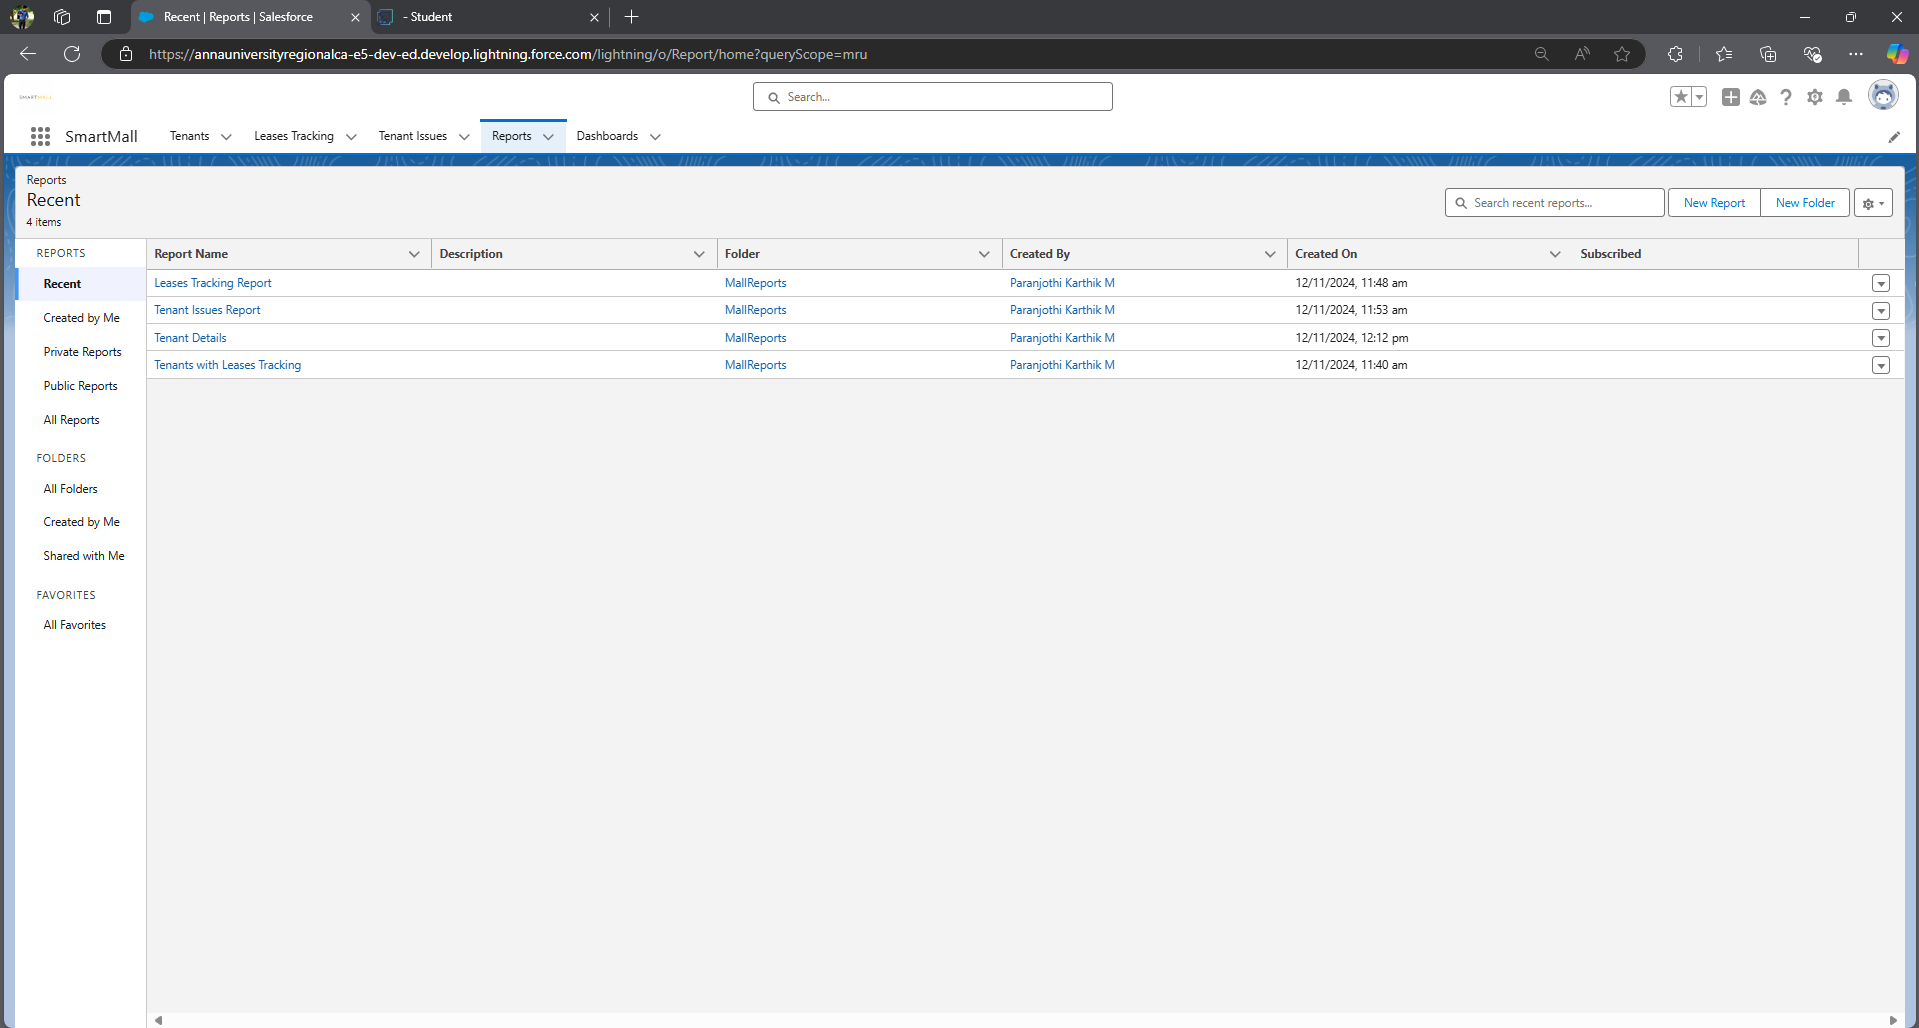 Recent | Reports | Salesforce
- Student
https://annauniversityregionalca-e5-dev-ed.develop.lightning.force.com/lightning/o/Report/home?queryScope=mru
SMARTMALL
Search...
SmartMall
Tenants
Leases Tracking
Tenant Issues
Reports
Dashboards
Reports
Recent
4 items
Search recent reports...
New Report
New Folder
REPORTS
Recent
Created by Me
Private Reports
Public Reports
All Reports
FOLDERS
All Folders
Created by Me
Shared with Me
FAVORITES
All Favorites
Report Name Description Folder Created By Created On Subscribed
Leases Tracking Report MallReports Paranjothi Karthik M 12/11/2024, 11:48 am
Tenant Issues Report MallReports Paranjothi Karthik M 12/11/2024, 11:53 am
Tenant Details MallReports Paranjothi Karthik M 12/11/2024, 12:12 pm
Tenants with Leases Tracking MallReports Paranjothi Karthik M 12/11/2024, 11:40 am